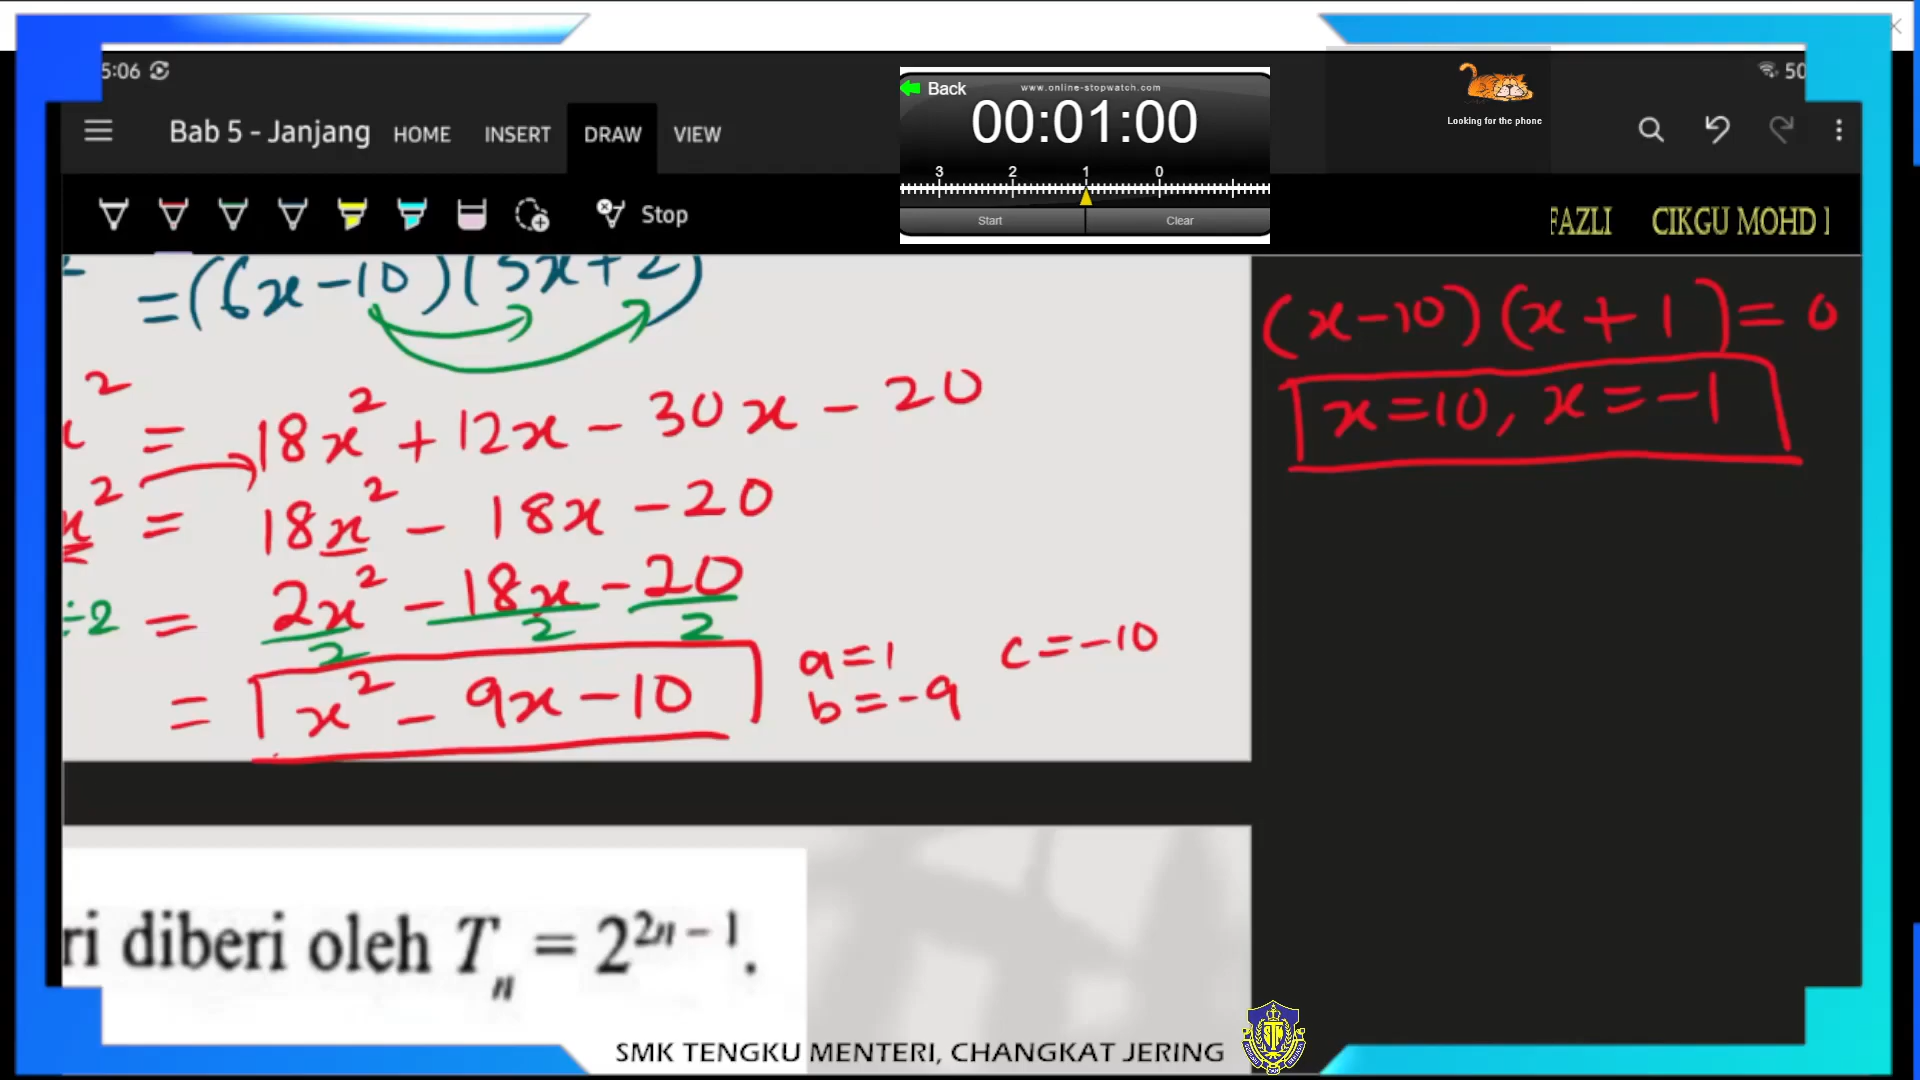 5:06
50
Back
www.online-stopwatch.com
00:01:00
3 2 1 0
Start Clear
Looking for the phone
Bab 5 - Janjang HOME INSERT DRAW VIEW
Stop
FAZLI CIKGU MOHD
=(6x-10)(3x+2)
² = 18x² + 12x - 30x - 20
x² = 18x² - 18x - 20
÷2 = 2x²/2 - 18x/2 - 20/2
= x² - 9x - 10
a=1 c=-10
b=-9
(x-10)(x+1)=0
x=10, x=-1
ri diberi oleh Tₙ = 2²ⁿ⁻¹.
SMK TENGKU MENTERI, CHANGKAT JERING